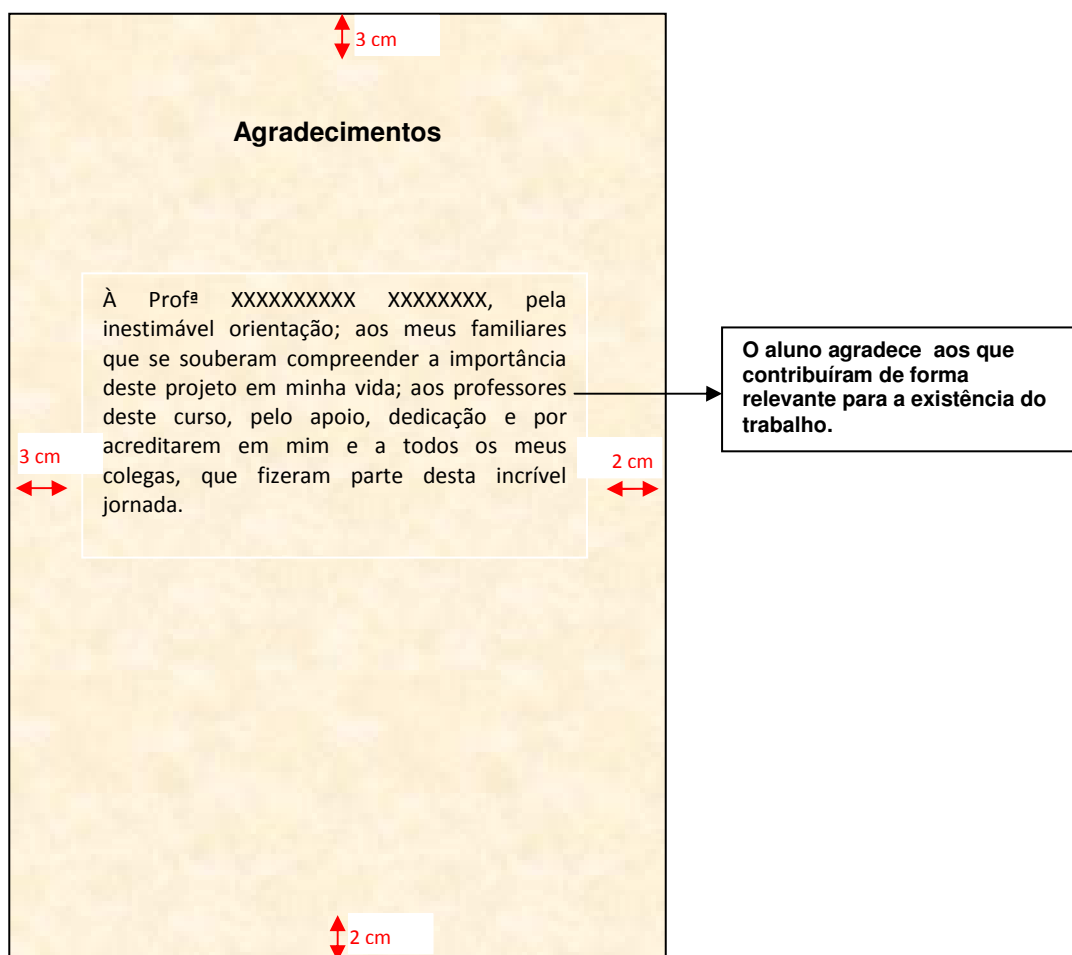 3 cm
Agradecimentos
À Profª XXXXXXXXXX XXXXXXXX, pela
inestimável orientação; aos meus familiares
que se souberam compreender a importância
deste projeto em minha vida; aos professores
deste curso, pelo apoio, dedicação e por
acreditarem em mim e a todos os meus
colegas, que fizeram parte desta incrível
jornada.
3 cm
2 cm
O aluno agradece aos que
contribuíram de forma
relevante para a existência do
trabalho.
2 cm